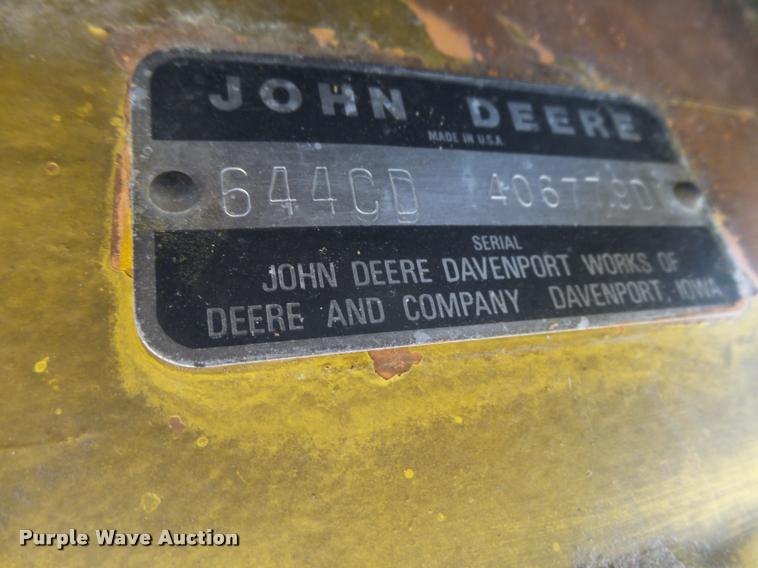 JOHN DEERE
MADE IN U.S.A.
644CD 406779D
SERIAL
JOHN DEERE DAVENPORT WORKS OF
DEERE AND COMPANY DAVENPORT, IOWA
Purple Wave Auction